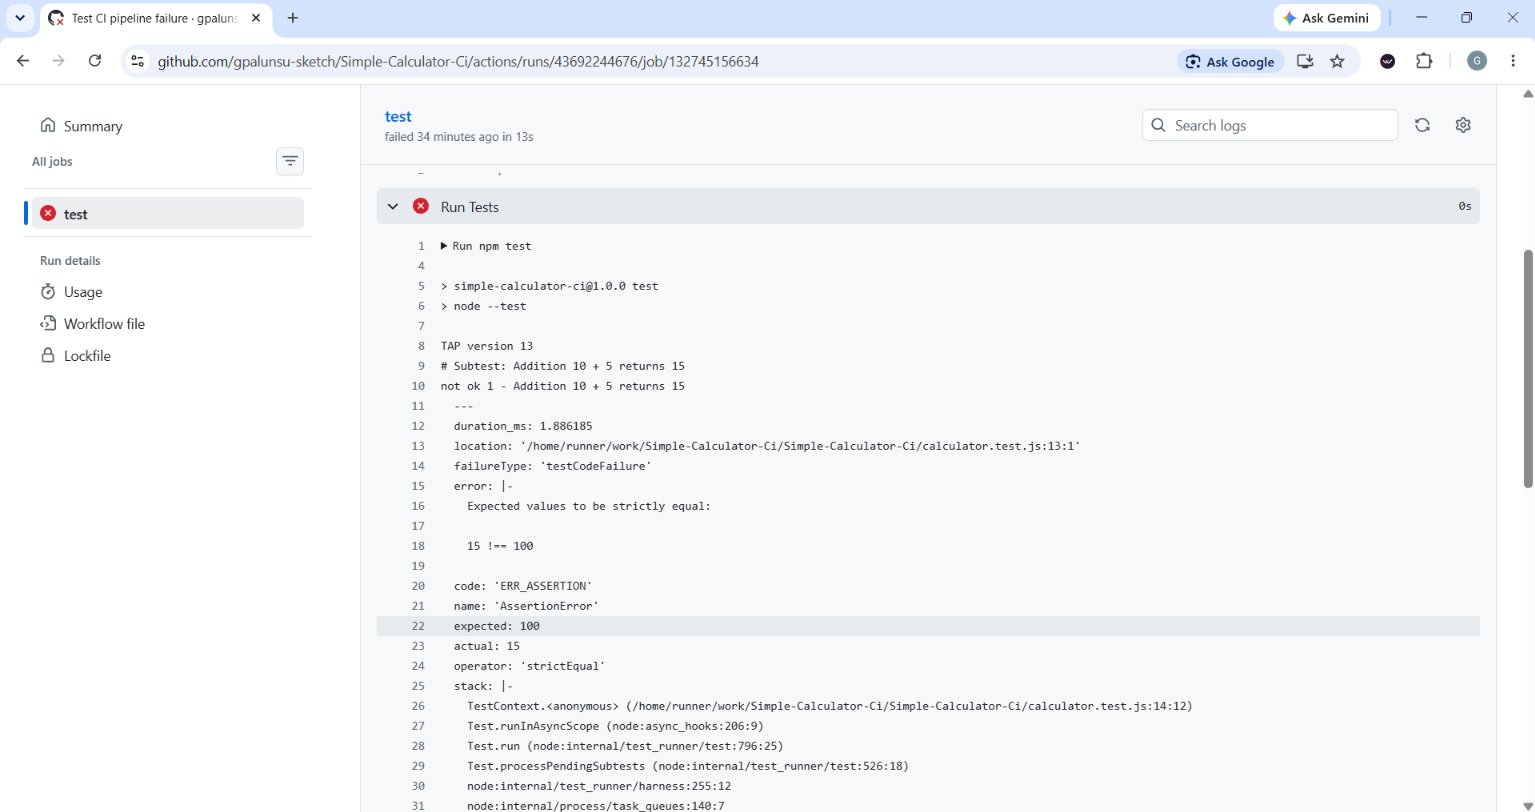 Test CI pipeline failure · gpaluns
Ask Gemini
github.com/gpalunsu-sketch/Simple-Calculator-Ci/actions/runs/43692244676/job/132745156634
Ask Google
G
Summary
All jobs
test
Run details
Usage
Workflow file
Lockfile
test
failed 34 minutes ago in 13s
Search logs
Run Tests
0s
1 Run npm test
4
5 > simple-calculator-ci@1.0.0 test
6 > node --test
7
8 TAP version 13
9 # Subtest: Addition 10 + 5 returns 15
10 not ok 1 - Addition 10 + 5 returns 15
11 ---
12 duration_ms: 1.886185
13 location: '/home/runner/work/Simple-Calculator-Ci/Simple-Calculator-Ci/calculator.test.js:13:1'
14 failureType: 'testCodeFailure'
15 error: |-
16 Expected values to be strictly equal:
17
18 15 !== 100
19
20 code: 'ERR_ASSERTION'
21 name: 'AssertionError'
22 expected: 100
23 actual: 15
24 operator: 'strictEqual'
25 stack: |-
26 TestContext.<anonymous> (/home/runner/work/Simple-Calculator-Ci/Simple-Calculator-Ci/calculator.test.js:14:12)
27 Test.runInAsyncScope (node:async_hooks:206:9)
28 Test.run (node:internal/test_runner/test:796:25)
29 Test.processPendingSubtests (node:internal/test_runner/test:526:18)
30 node:internal/test_runner/harness:255:12
31 node:internal/process/task_queues:140:7